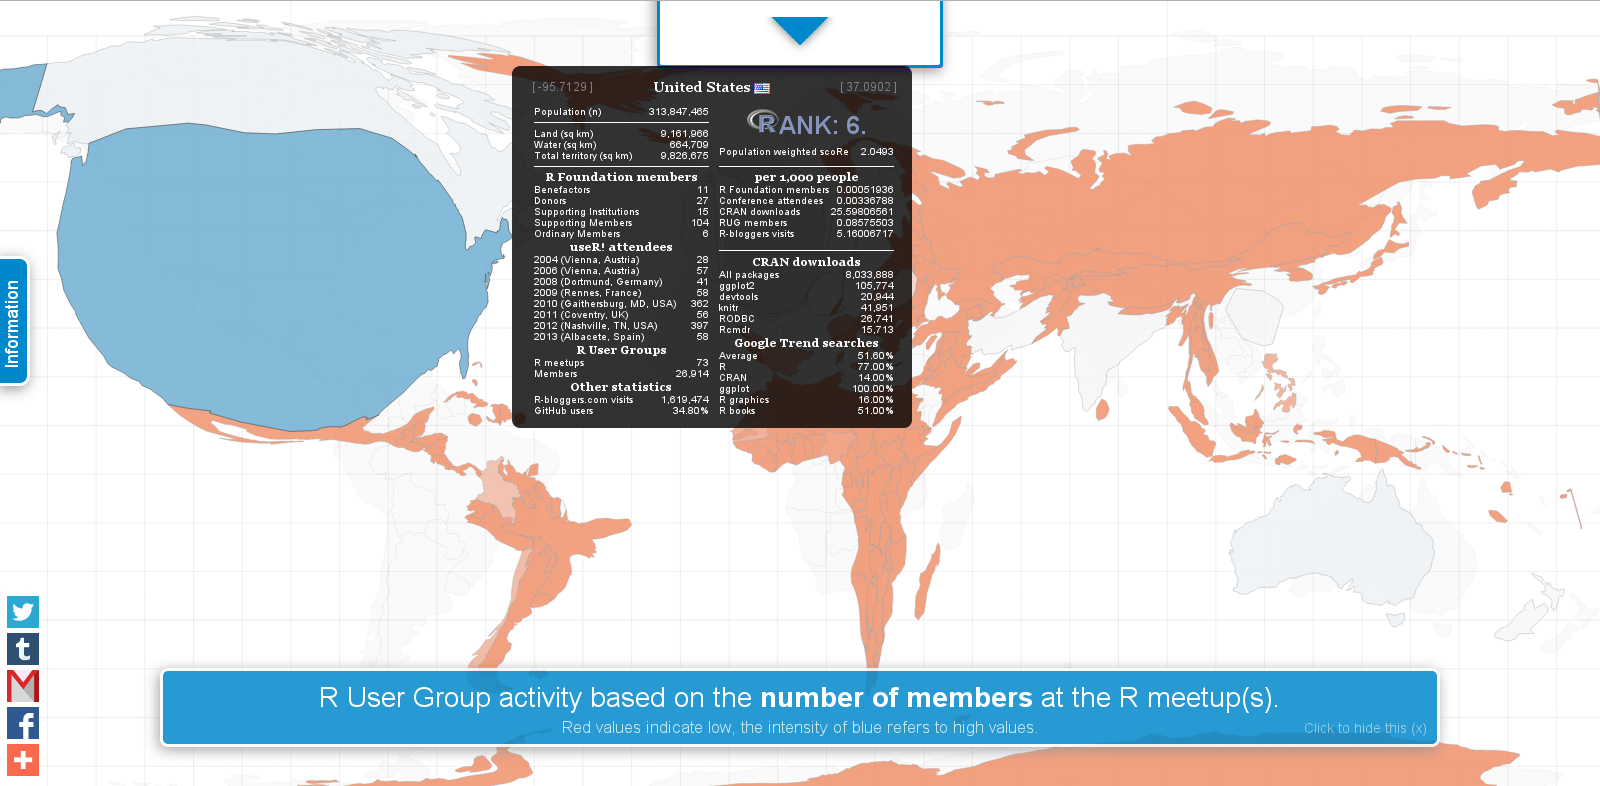 [-95.7129]
United States
[37.0902]
Population (n) 313,847,465
Land (sq km) 9,161,966
Water (sq km) 664,709
Total territory (sq km) 9,826,675
R Foundation members
Benefactors 11
Donors 27
Supporting Institutions 15
Supporting Members 104
Ordinary Members 6
useR! attendees
2004 (Vienna, Austria) 28
2006 (Vienna, Austria) 57
2008 (Dortmund, Germany) 41
2009 (Rennes, France) 58
2010 (Gaithersburg, MD, USA) 362
2011 (Coventry, UK) 56
2012 (Nashville, TN, USA) 397
2013 (Albacete, Spain) 58
R User Groups
R meetups 73
Members 26,914
Other statistics
R-bloggers.com visits 1,619,474
GitHub users 34.80%
RANK: 6.
Population weighted scoRe 2.0493
per 1,000 people
R Foundation members 0.00051936
Conference attendees 0.00336788
CRAN downloads 25.59806561
RUG members 0.08575503
R-bloggers visits 5.16006717
CRAN downloads
All packages 8,033,888
ggplot2 105,774
devtools 20,944
knitr 41,951
RODBC 26,741
Rcmdr 15,713
Google Trend searches
Average 51.60%
R 77.00%
CRAN 14.00%
ggplot 100.00%
R graphics 16.00%
R books 51.00%
Information
R User Group activity based on the number of members at the R meetup(s).
Red values indicate low, the intensity of blue refers to high values.
Click to hide this (x)